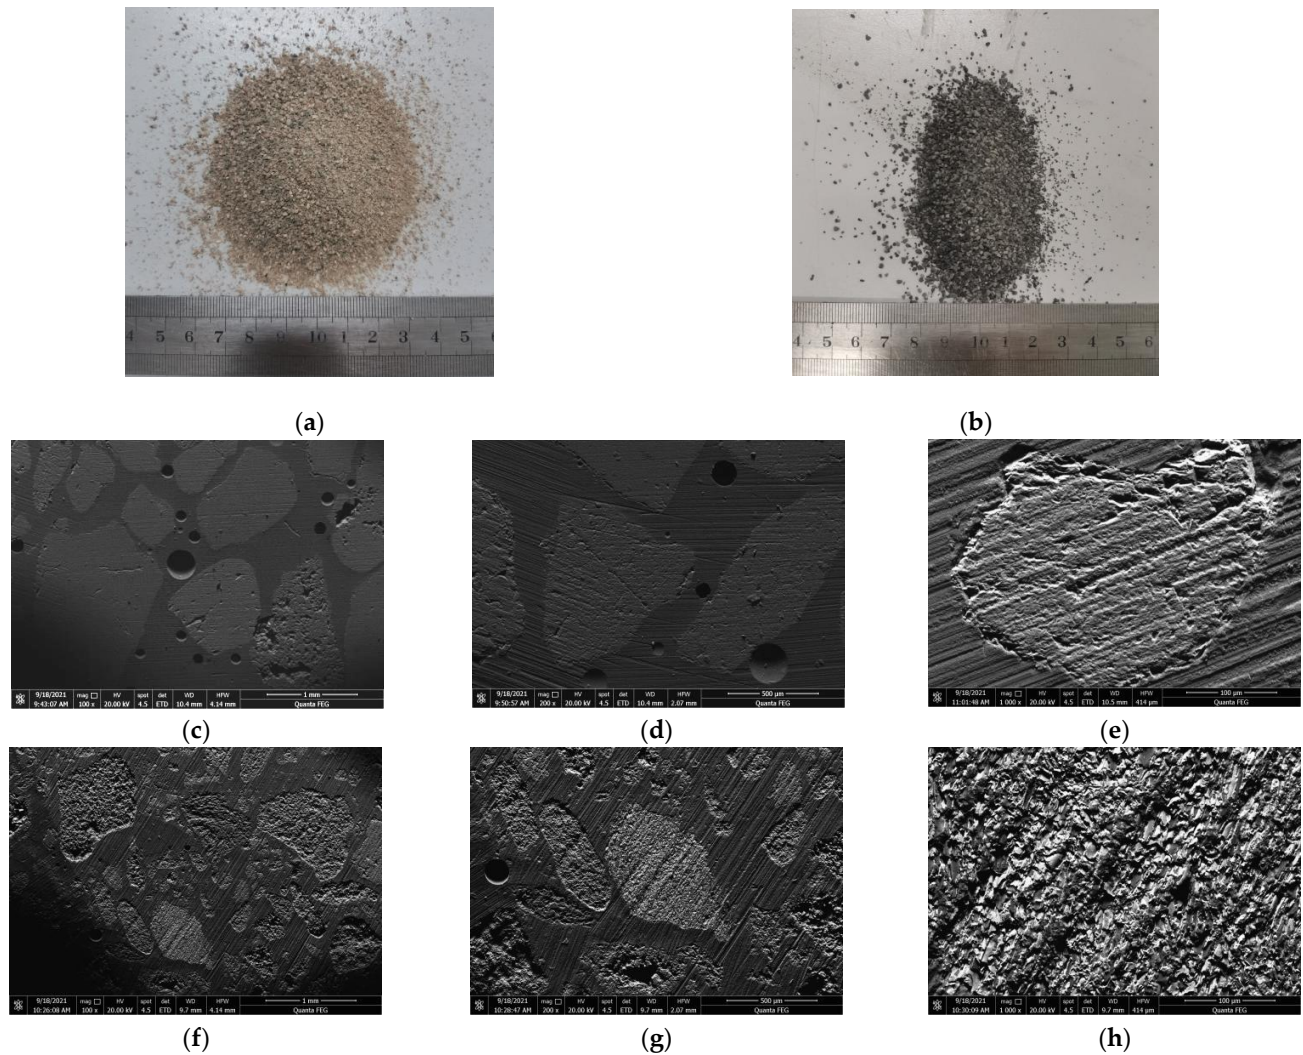 4 5 6 7 8 9 10 1 2 3 4 5
4 5 6 7 8 9 10 1 2 3 4 5 6
(a)
(b)
9/18/2021 mag HV spot det WD HFW 1 mm
9:43:07 AM 100 x 20.00 kV 4.5 ETD 10.4 mm 4.14 mm Quanta FEG
9/18/2021 mag HV spot det WD HFW 500 µm
9:50:57 AM 200 x 20.00 kV 4.5 ETD 10.4 mm 2.07 mm Quanta FEG
9/18/2021 mag HV spot det WD HFW 100 µm
11:01:48 AM 1 000 x 20.00 kV 4.5 ETD 10.5 mm 414 µm Quanta FEG
(c)
(d)
(e)
9/18/2021 mag HV spot det WD HFW 1 mm
10:26:08 AM 100 x 20.00 kV 4.5 ETD 9.7 mm 4.14 mm Quanta FEG
9/18/2021 mag HV spot det WD HFW 500 µm
10:28:47 AM 200 x 20.00 kV 4.5 ETD 9.7 mm 2.07 mm Quanta FEG
9/18/2021 mag HV spot det WD HFW 100 µm
10:30:09 AM 1 000 x 20.00 kV 4.5 ETD 9.7 mm 414 µm Quanta FEG
(f)
(g)
(h)